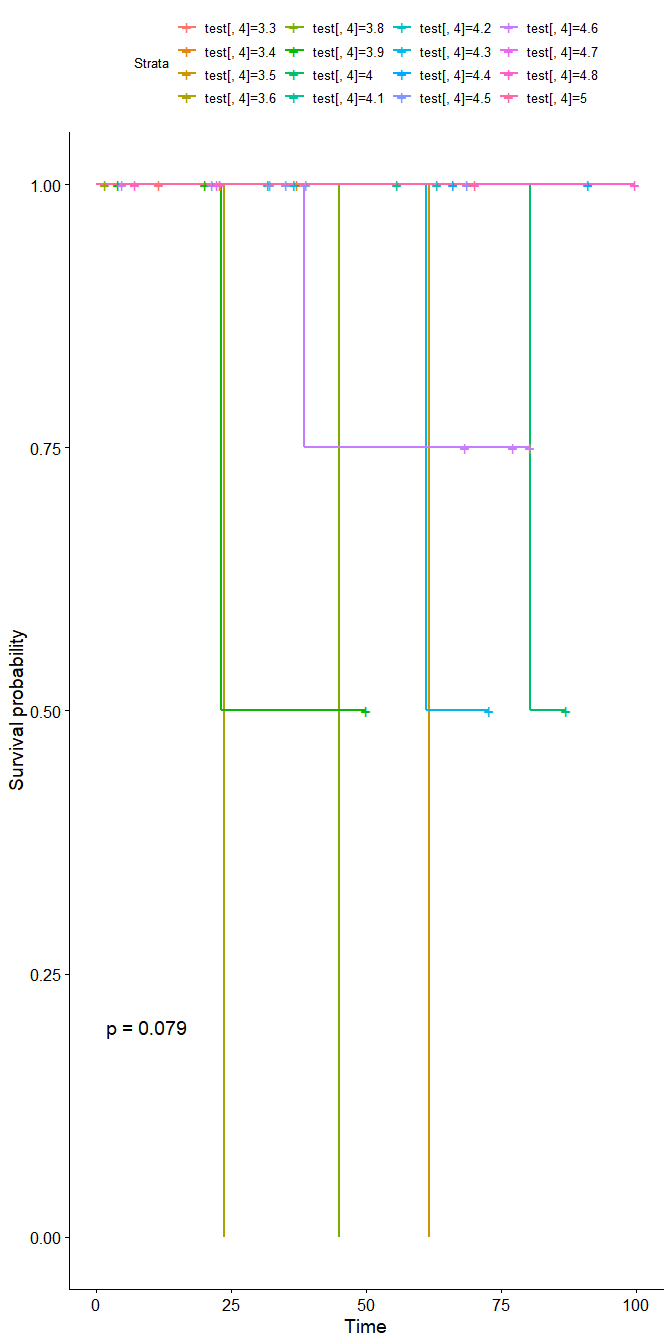 Strata
test[, 4]=3.3 test[, 4]=3.8 test[, 4]=4.2 test[, 4]=4.6
test[, 4]=3.4 test[, 4]=3.9 test[, 4]=4.3 test[, 4]=4.7
test[, 4]=3.5 test[, 4]=4 test[, 4]=4.4 test[, 4]=4.8
test[, 4]=3.6 test[, 4]=4.1 test[, 4]=4.5 test[, 4]=5
Survival probability
1.00
0.75
0.50
0.25
0.00
p = 0.079
0 25 50 75 100
Time